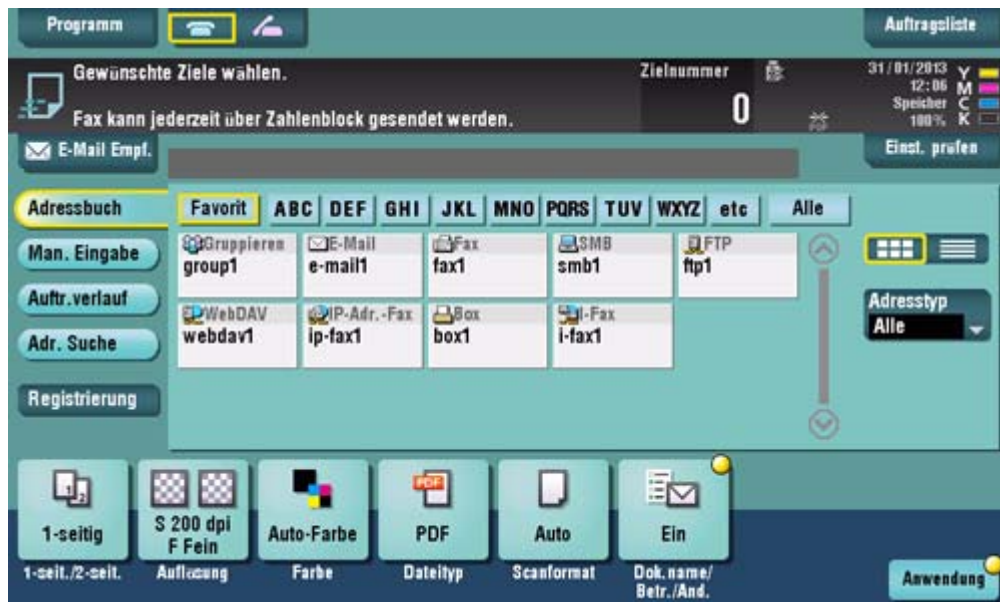 Programm
Auftragsliste
Gewünschte Ziele wählen.
Zielnummer
31/01/2013
12:06
Speicher
100%
Y
M
C
K
Fax kann jederzeit über Zahlenblock gesendet werden.
0
E-Mail Empf.
Einst. prüfen
Adressbuch
Favorit ABC DEF GHI JKL MNO PQRS TUV WXYZ etc Alle
Man. Eingabe
Auftr.verlauf
Adr. Suche
Registrierung
Gruppieren E-Mail Fax SMB FTP
group1 e-mail1 fax1 smb1 ftp1
WebDAV IP-Adr.-Fax Box I-Fax
webdav1 ip-fax1 box1 i-fax1
Adresstyp
Alle
1-seitig
S 200 dpi
F Fein
Auto-Farbe
PDF
PDF
Auto
Ein
1-seit./2-seit. Auflösung Farbe Dateityp Scanformat Dok.name/
Betr./And.
Anwendung